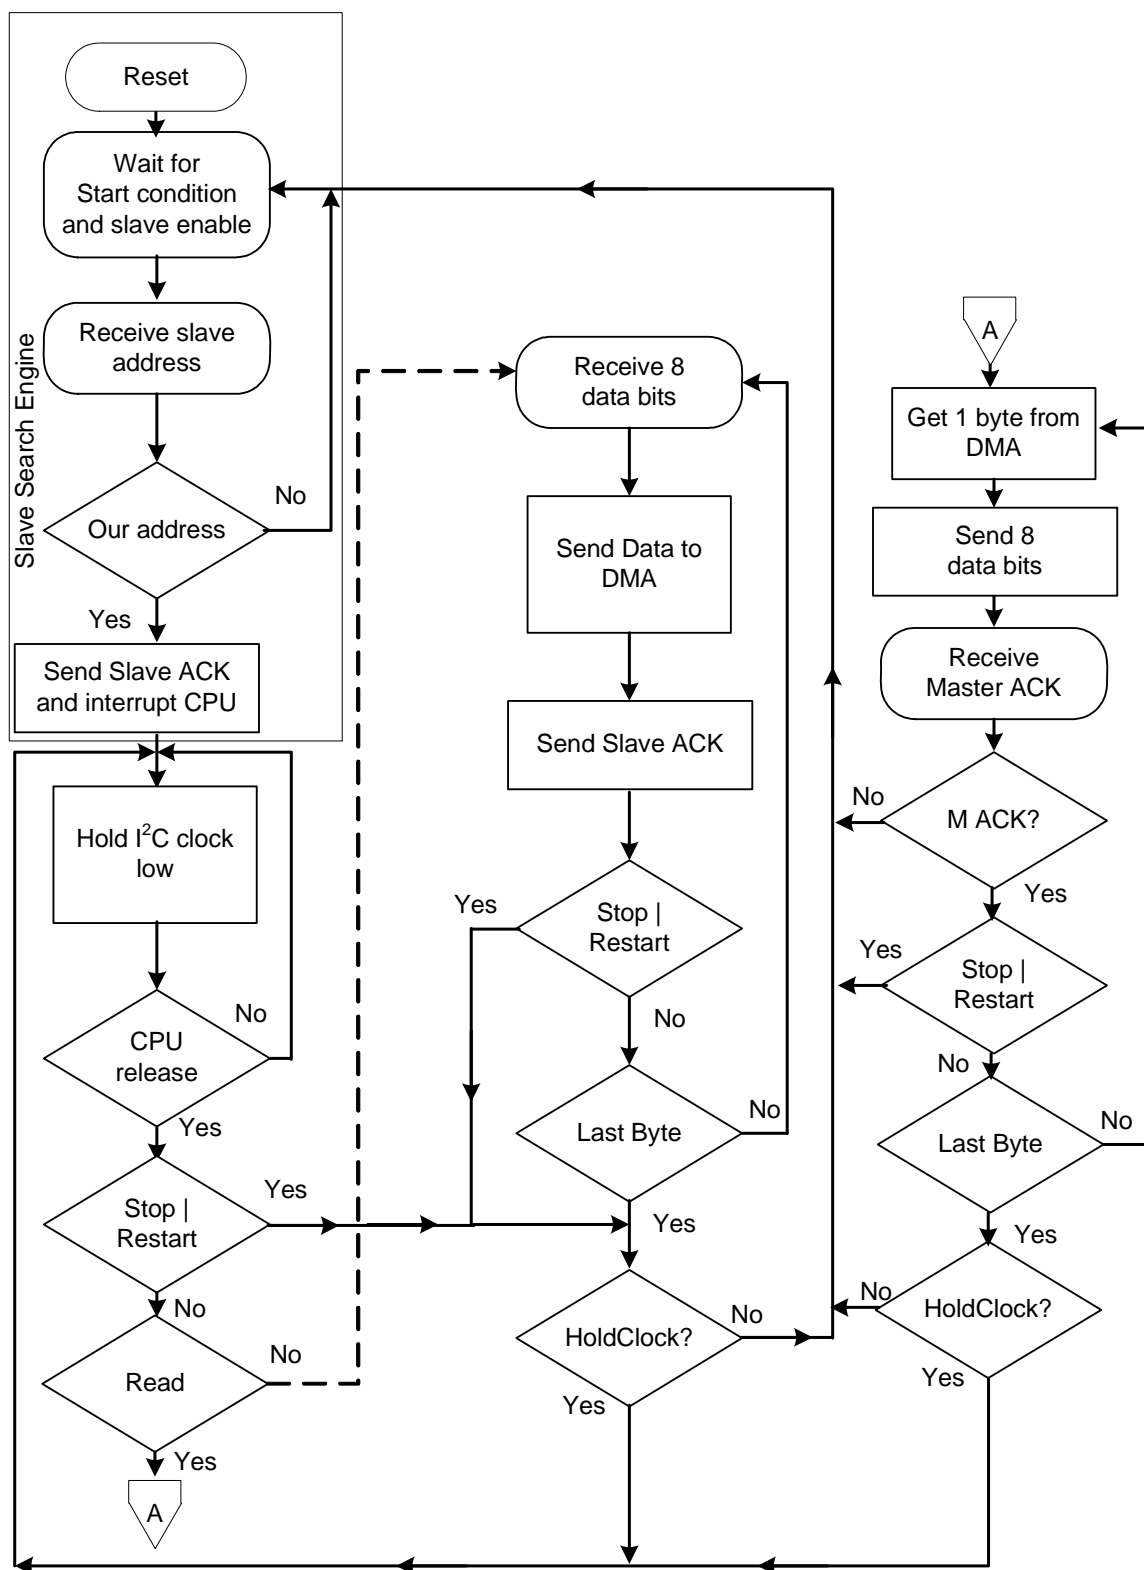 Reset
Wait for
Start condition
and slave enable
Receive slave
address
Slave Search Engine
Our address
No
Yes
Send Slave ACK
and interrupt CPU
Hold I²C clock
low
CPU
release
No
Yes
Stop |
Restart
Yes
No
Read
No
Yes
A
Receive 8
data bits
Send Data to
DMA
Send Slave ACK
Yes
Stop |
Restart
No
Last Byte
No
Yes
HoldClock?
No
Yes
A
Get 1 byte from
DMA
Send 8
data bits
Receive
Master ACK
No
M ACK?
Yes
Yes
Stop |
Restart
No
Last Byte
No
Yes
No
HoldClock?
Yes